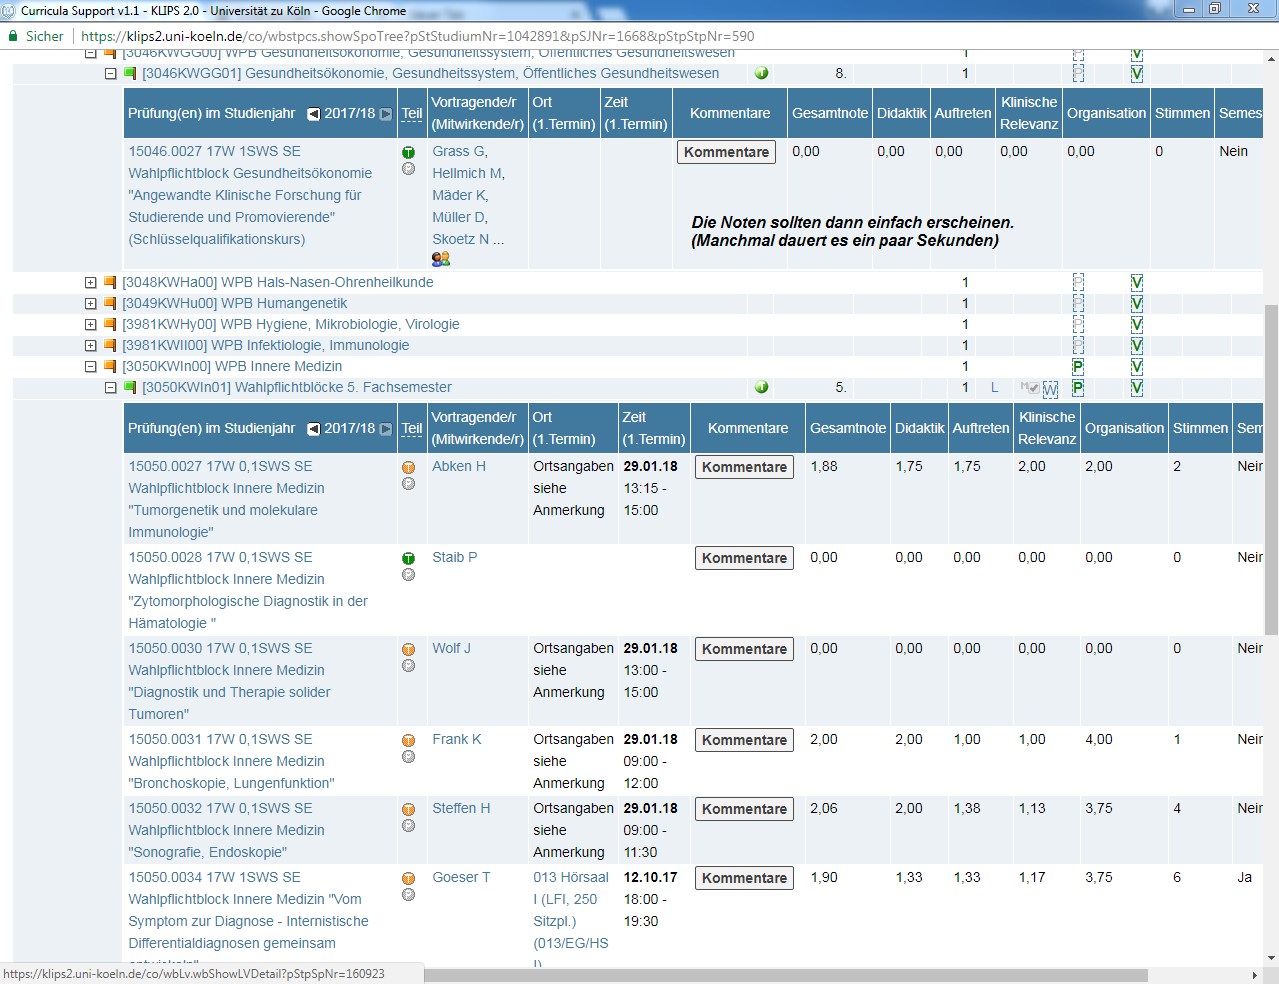 Curricula Support v1.1 - KLIPS 2.0 - Universität zu Köln - Google Chrome
Sicher | https://klips2.uni-koeln.de/co/wbstpcs.showSpoTree?pStStudiumNr=1042891&pSJNr=1668&pStpStpNr=590
[3046KWGG00] WPB Gesundheitsökonomie, Gesundheitssystem, Öffentliches Gesundheitswesen 1 P V
[3046KWGG01] Gesundheitsökonomie, Gesundheitssystem, Öffentliches Gesundheitswesen T 8. 1 P V
Prüfung(en) im Studienjahr 2017/18 Teil Vortragende/r (Mitwirkende/r) Ort (1.Termin) Zeit (1.Termin) Kommentare Gesamtnote Didaktik Auftreten Klinische Relevanz Organisation Stimmen Semes
15046.0027 17W 1SWS SE T Grass G, Kommentare 0,00 0,00 0,00 0,00 0,00 0 Nein
Wahlpflichtblock Gesundheitsökonomie P Hellmich M,
"Angewandte Klinische Forschung für Mäder K,
Studierende und Promovierende" Müller D,
(Schlüsselqualifikationskurs) Skoetz N ...
Die Noten sollten dann einfach erscheinen.
(Manchmal dauert es ein paar Sekunden)
[3048KWHa00] WPB Hals-Nasen-Ohrenheilkunde 1 P V
[3049KWHu00] WPB Humangenetik 1 P V
[3981KWHy00] WPB Hygiene, Mikrobiologie, Virologie 1 P V
[3981KWII00] WPB Infektiologie, Immunologie 1 P V
[3050KWIn00] WPB Innere Medizin 1 P V
[3050KWIn01] Wahlpflichtblöcke 5. Fachsemester T 5. 1 L M W P V
Prüfung(en) im Studienjahr 2017/18 Teil Vortragende/r (Mitwirkende/r) Ort (1.Termin) Zeit (1.Termin) Kommentare Gesamtnote Didaktik Auftreten Klinische Relevanz Organisation Stimmen Sem
15050.0027 17W 0,1SWS SE T Abken H Ortsangaben 29.01.18 Kommentare 1,88 1,75 1,75 2,00 2,00 2 Nein
Wahlpflichtblock Innere Medizin P siehe 13:15 -
"Tumorgenetik und molekulare Anmerkung 15:00
Immunologie"
15050.0028 17W 0,1SWS SE T Staib P Kommentare 0,00 0,00 0,00 0,00 0,00 0 Nein
Wahlpflichtblock Innere Medizin P
"Zytomorphologische Diagnostik in der
Hämatologie "
15050.0030 17W 0,1SWS SE T Wolf J Ortsangaben 29.01.18 Kommentare 0,00 0,00 0,00 0,00 0,00 0 Nein
Wahlpflichtblock Innere Medizin P siehe 13:00 -
"Diagnostik und Therapie solider Anmerkung 15:00
Tumoren"
15050.0031 17W 0,1SWS SE T Frank K Ortsangaben 29.01.18 Kommentare 2,00 2,00 1,00 1,00 4,00 1 Nein
Wahlpflichtblock Innere Medizin P siehe 09:00 -
"Bronchoskopie, Lungenfunktion" Anmerkung 12:00
15050.0032 17W 0,1SWS SE T Steffen H Ortsangaben 29.01.18 Kommentare 2,06 2,00 1,38 1,13 3,75 4 Nein
Wahlpflichtblock Innere Medizin P siehe 09:00 -
"Sonografie, Endoskopie" Anmerkung 11:30
15050.0034 17W 1SWS SE T Goeser T 013 Hörsaal 12.10.17 Kommentare 1,90 1,33 1,33 1,17 3,75 6 Ja
Wahlpflichtblock Innere Medizin "Vom P I (LFI, 250 18:00 -
Symptom zur Diagnose - Internistische Sitzpl.) 19:30
Differentialdiagnosen gemeinsam (013/EG/HS
entwickeln" I)
https://klips2.uni-koeln.de/co/wbLv.wbShowLVDetail?pStpSpNr=160923